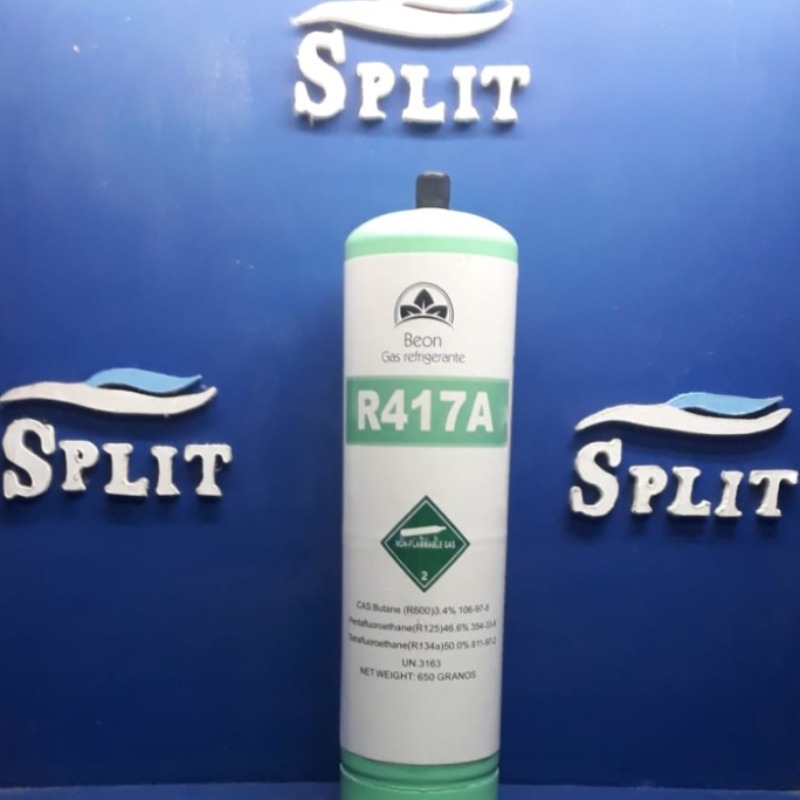 SPLIT
Beon
Gas refrigerante
R417A
SPLIT
SPLIT
NON-FLAMMABLE GAS
2
CAS:Butane (R600)3.4% 106-97-8
Pentafluoroethane(R125)46.6% 354-33-6
Tetrafluoroethane(R134a)50.0% 811-97-2
UN.3163
NET WEIGHT: 650 GRANOS